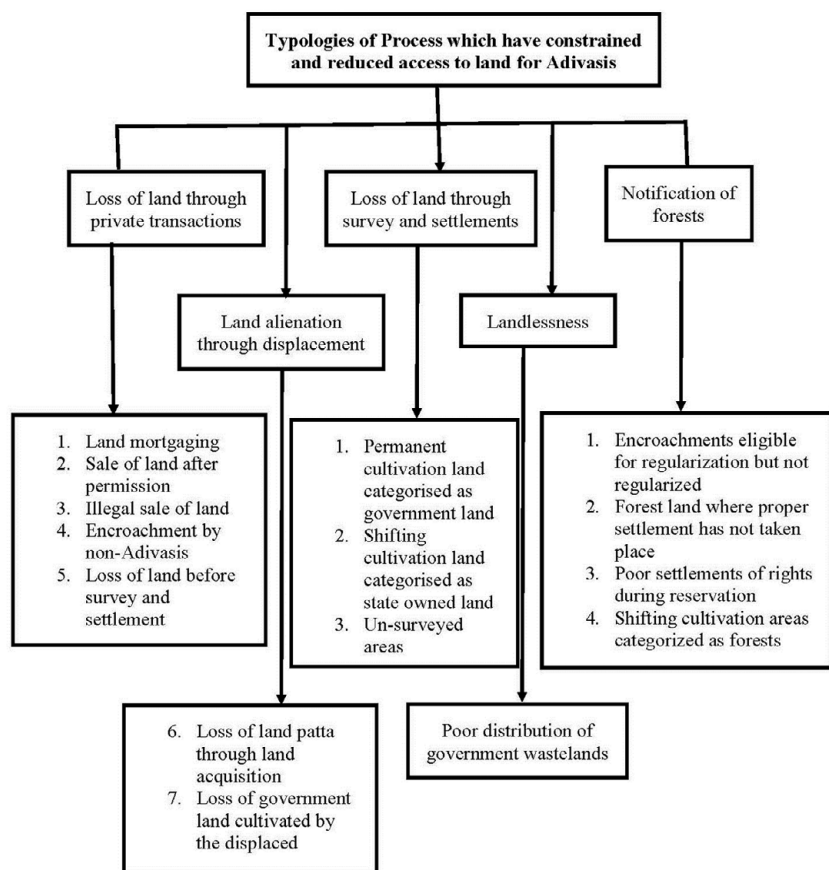 Typologies of Process which have constrained
and reduced access to land for Adivasis
Loss of land through
private transactions
Loss of land through
survey and settlements
Notification of
forests
Land alienation
through displacement
Landlessness
1. Land mortgaging
2. Sale of land after
permission
3. Illegal sale of land
4. Encroachment by
non-Adivasis
5. Loss of land before
survey and
settlement
1. Permanent
cultivation land
categorised as
government land
2. Shifting
cultivation land
categorised as
state owned land
3. Un-surveyed
areas
1. Encroachments eligible
for regularization but not
regularized
2. Forest land where proper
settlement has not taken
place
3. Poor settlements of rights
during reservation
4. Shifting cultivation areas
categorized as forests
6. Loss of land patta
through land
acquisition
7. Loss of government
land cultivated by
the displaced
Poor distribution of
government wastelands